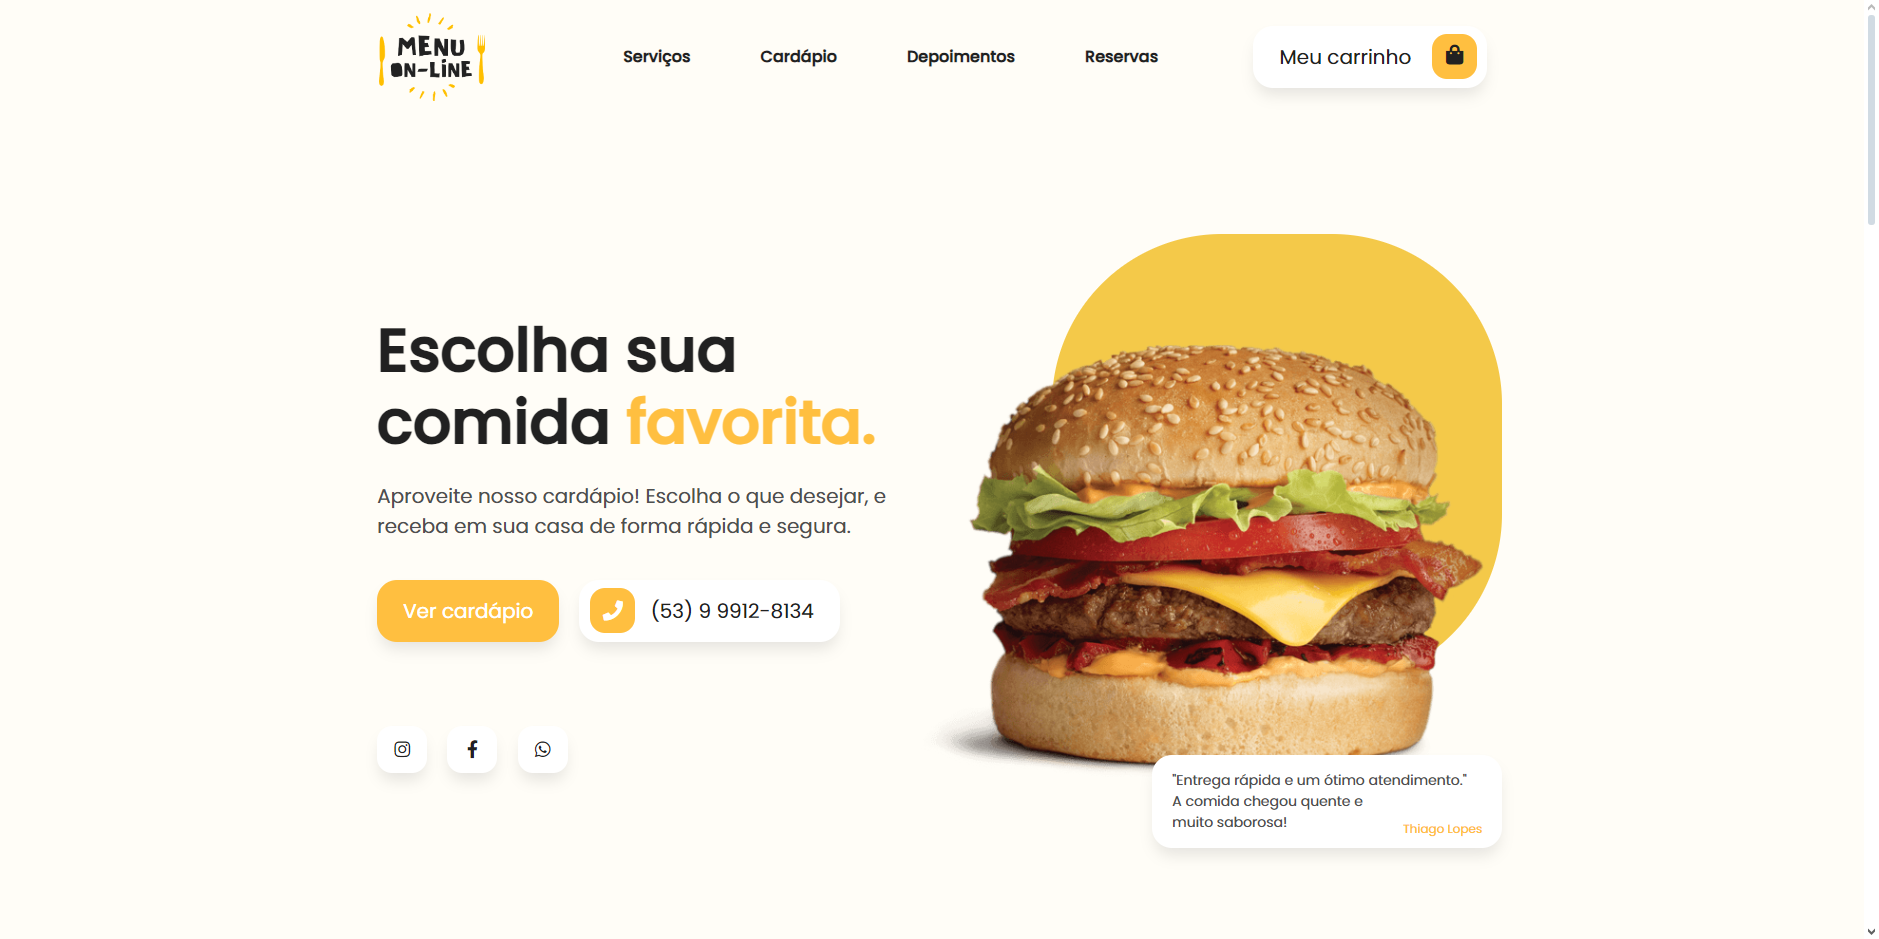 MENU
ON-LINE
Serviços
Cardápio
Depoimentos
Reservas
Meu carrinho
Escolha sua
comida favorita.
Aproveite nosso cardápio! Escolha o que desejar, e
receba em sua casa de forma rápida e segura.
Ver cardápio
(53) 9 9912-8134
"Entrega rápida e um ótimo atendimento."
A comida chegou quente e
muito saborosa!
Thiago Lopes